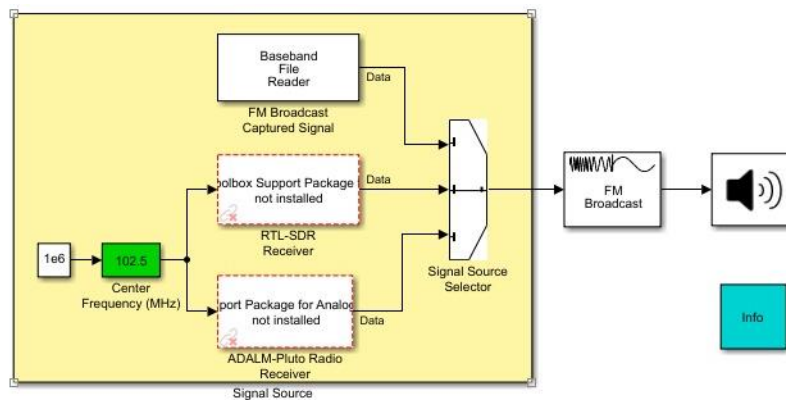 Baseband
File
Reader
Data
FM Broadcast
Captured Signal
olbox Support Package
not installed
Data
RTL-SDR
Receiver
1e6
102.5
Center
Frequency (MHz)
port Package for Analog
not installed
Data
ADALM-Pluto Radio
Receiver
Signal Source
Selector
FM
Broadcast
Info
Signal Source